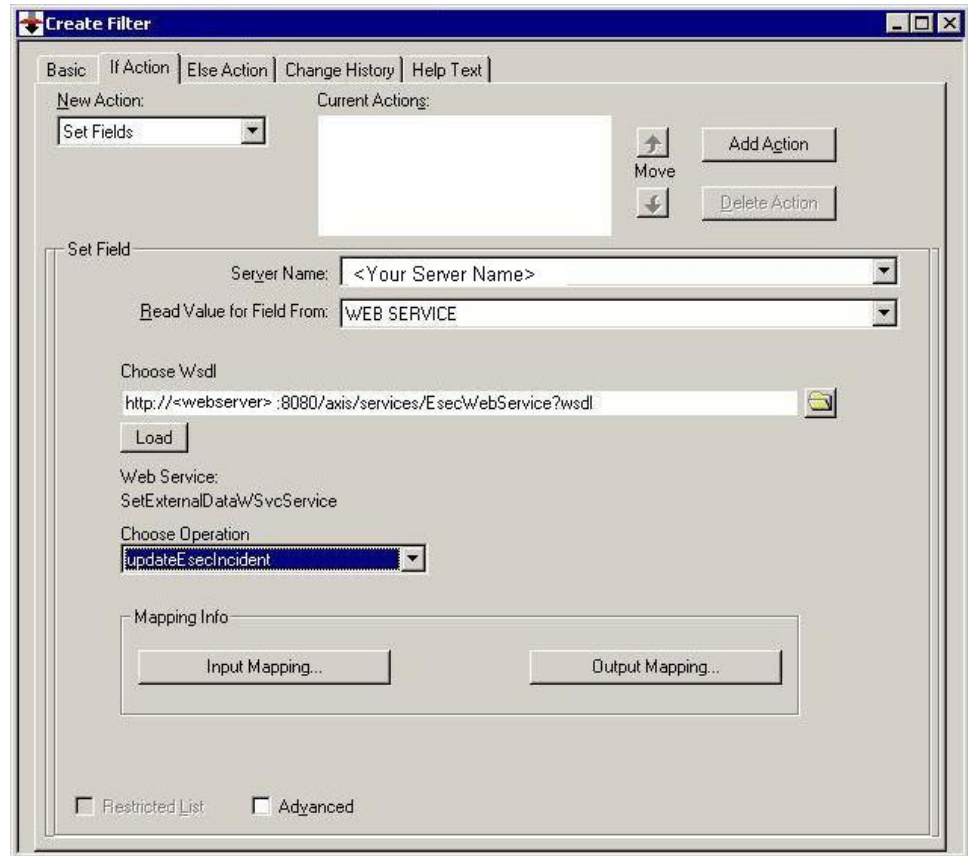 Create Filter
Basic If Action Else Action Change History Help Text
New Action:
Current Actions:
Set Fields
Add Action
Move
Delete Action
Set Field
Server Name: <Your Server Name>
Read Value for Field From: WEB SERVICE
Choose Wsdl
http://<webserver> :8080/axis/services/EsecWebService?wsdl
Load
Web Service:
SetExternalDataWSvcService
Choose Operation
updateEsecIncident
Mapping Info
Input Mapping... Output Mapping...
Restricted List Advanced